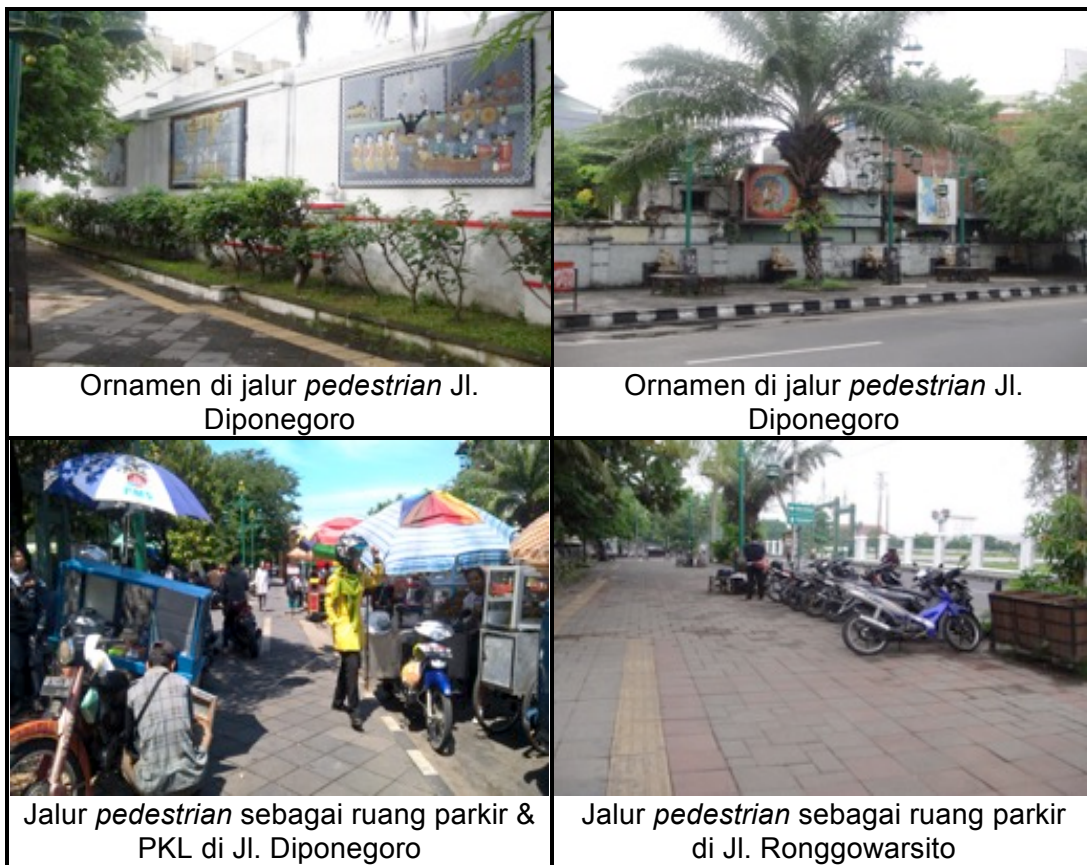 Ornamen di jalur pedestrian Jl.
Diponegoro
Ornamen di jalur pedestrian Jl.
Diponegoro
Jalur pedestrian sebagai ruang parkir &
PKL di Jl. Diponegoro
Jalur pedestrian sebagai ruang parkir
di Jl. Ronggowarsito